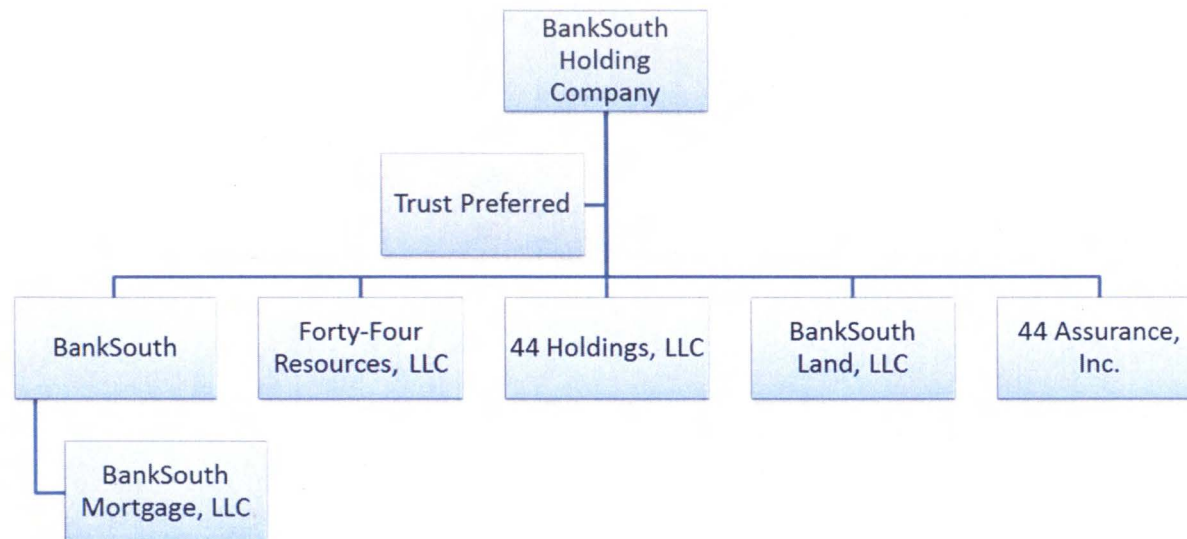 BankSouth
Holding
Company
Trust Preferred
BankSouth
Forty-Four
Resources, LLC
44 Holdings, LLC
BankSouth
Land, LLC
44 Assurance,
Inc.
BankSouth
Mortgage, LLC